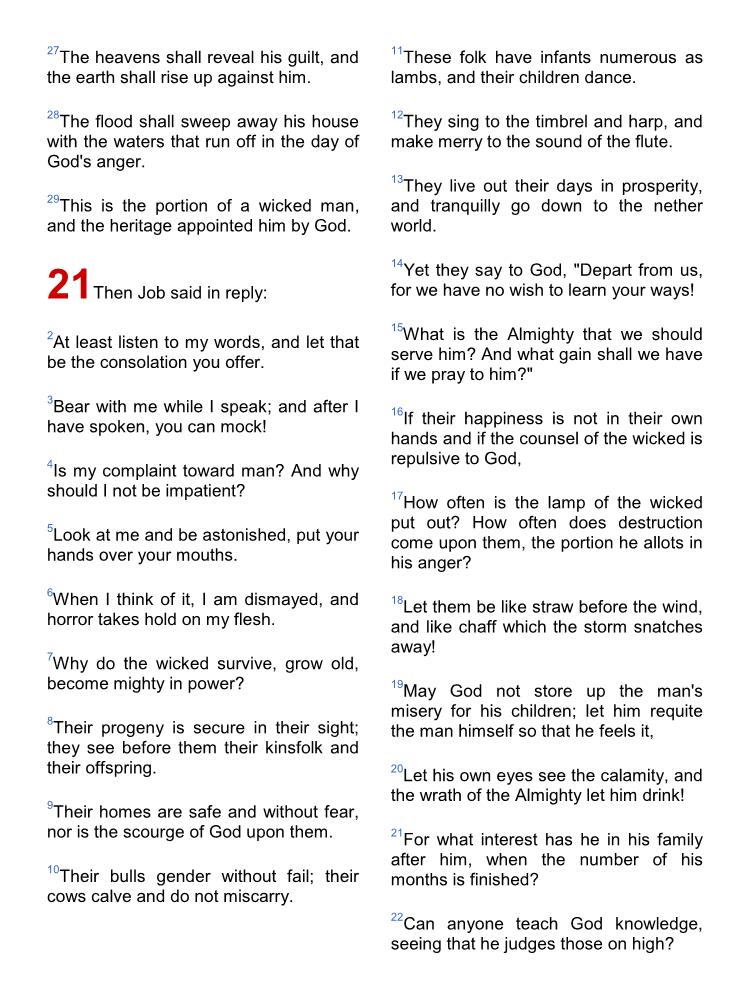 27The heavens shall reveal his guilt, and
the earth shall rise up against him.
28The flood shall sweep away his house
with the waters that run off in the day of
God's anger.
29This is the portion of a wicked man,
and the heritage appointed him by God.
21Then Job said in reply:
2At least listen to my words, and let that
be the consolation you offer.
3Bear with me while I speak; and after I
have spoken, you can mock!
4Is my complaint toward man? And why
should I not be impatient?
5Look at me and be astonished, put your
hands over your mouths.
6When I think of it, I am dismayed, and
horror takes hold on my flesh.
7Why do the wicked survive, grow old,
become mighty in power?
8Their progeny is secure in their sight;
they see before them their kinsfolk and
their offspring.
9Their homes are safe and without fear,
nor is the scourge of God upon them.
10Their bulls gender without fail; their
cows calve and do not miscarry.
11These folk have infants numerous as
lambs, and their children dance.
12They sing to the timbrel and harp, and
make merry to the sound of the flute.
13They live out their days in prosperity,
and tranquilly go down to the nether
world.
14Yet they say to God, "Depart from us,
for we have no wish to learn your ways!
15What is the Almighty that we should
serve him? And what gain shall we have
if we pray to him?"
16If their happiness is not in their own
hands and if the counsel of the wicked is
repulsive to God,
17How often is the lamp of the wicked
put out? How often does destruction
come upon them, the portion he allots in
his anger?
18Let them be like straw before the wind,
and like chaff which the storm snatches
away!
19May God not store up the man's
misery for his children; let him requite
the man himself so that he feels it,
20Let his own eyes see the calamity, and
the wrath of the Almighty let him drink!
21For what interest has he in his family
after him, when the number of his
months is finished?
22Can anyone teach God knowledge,
seeing that he judges those on high?